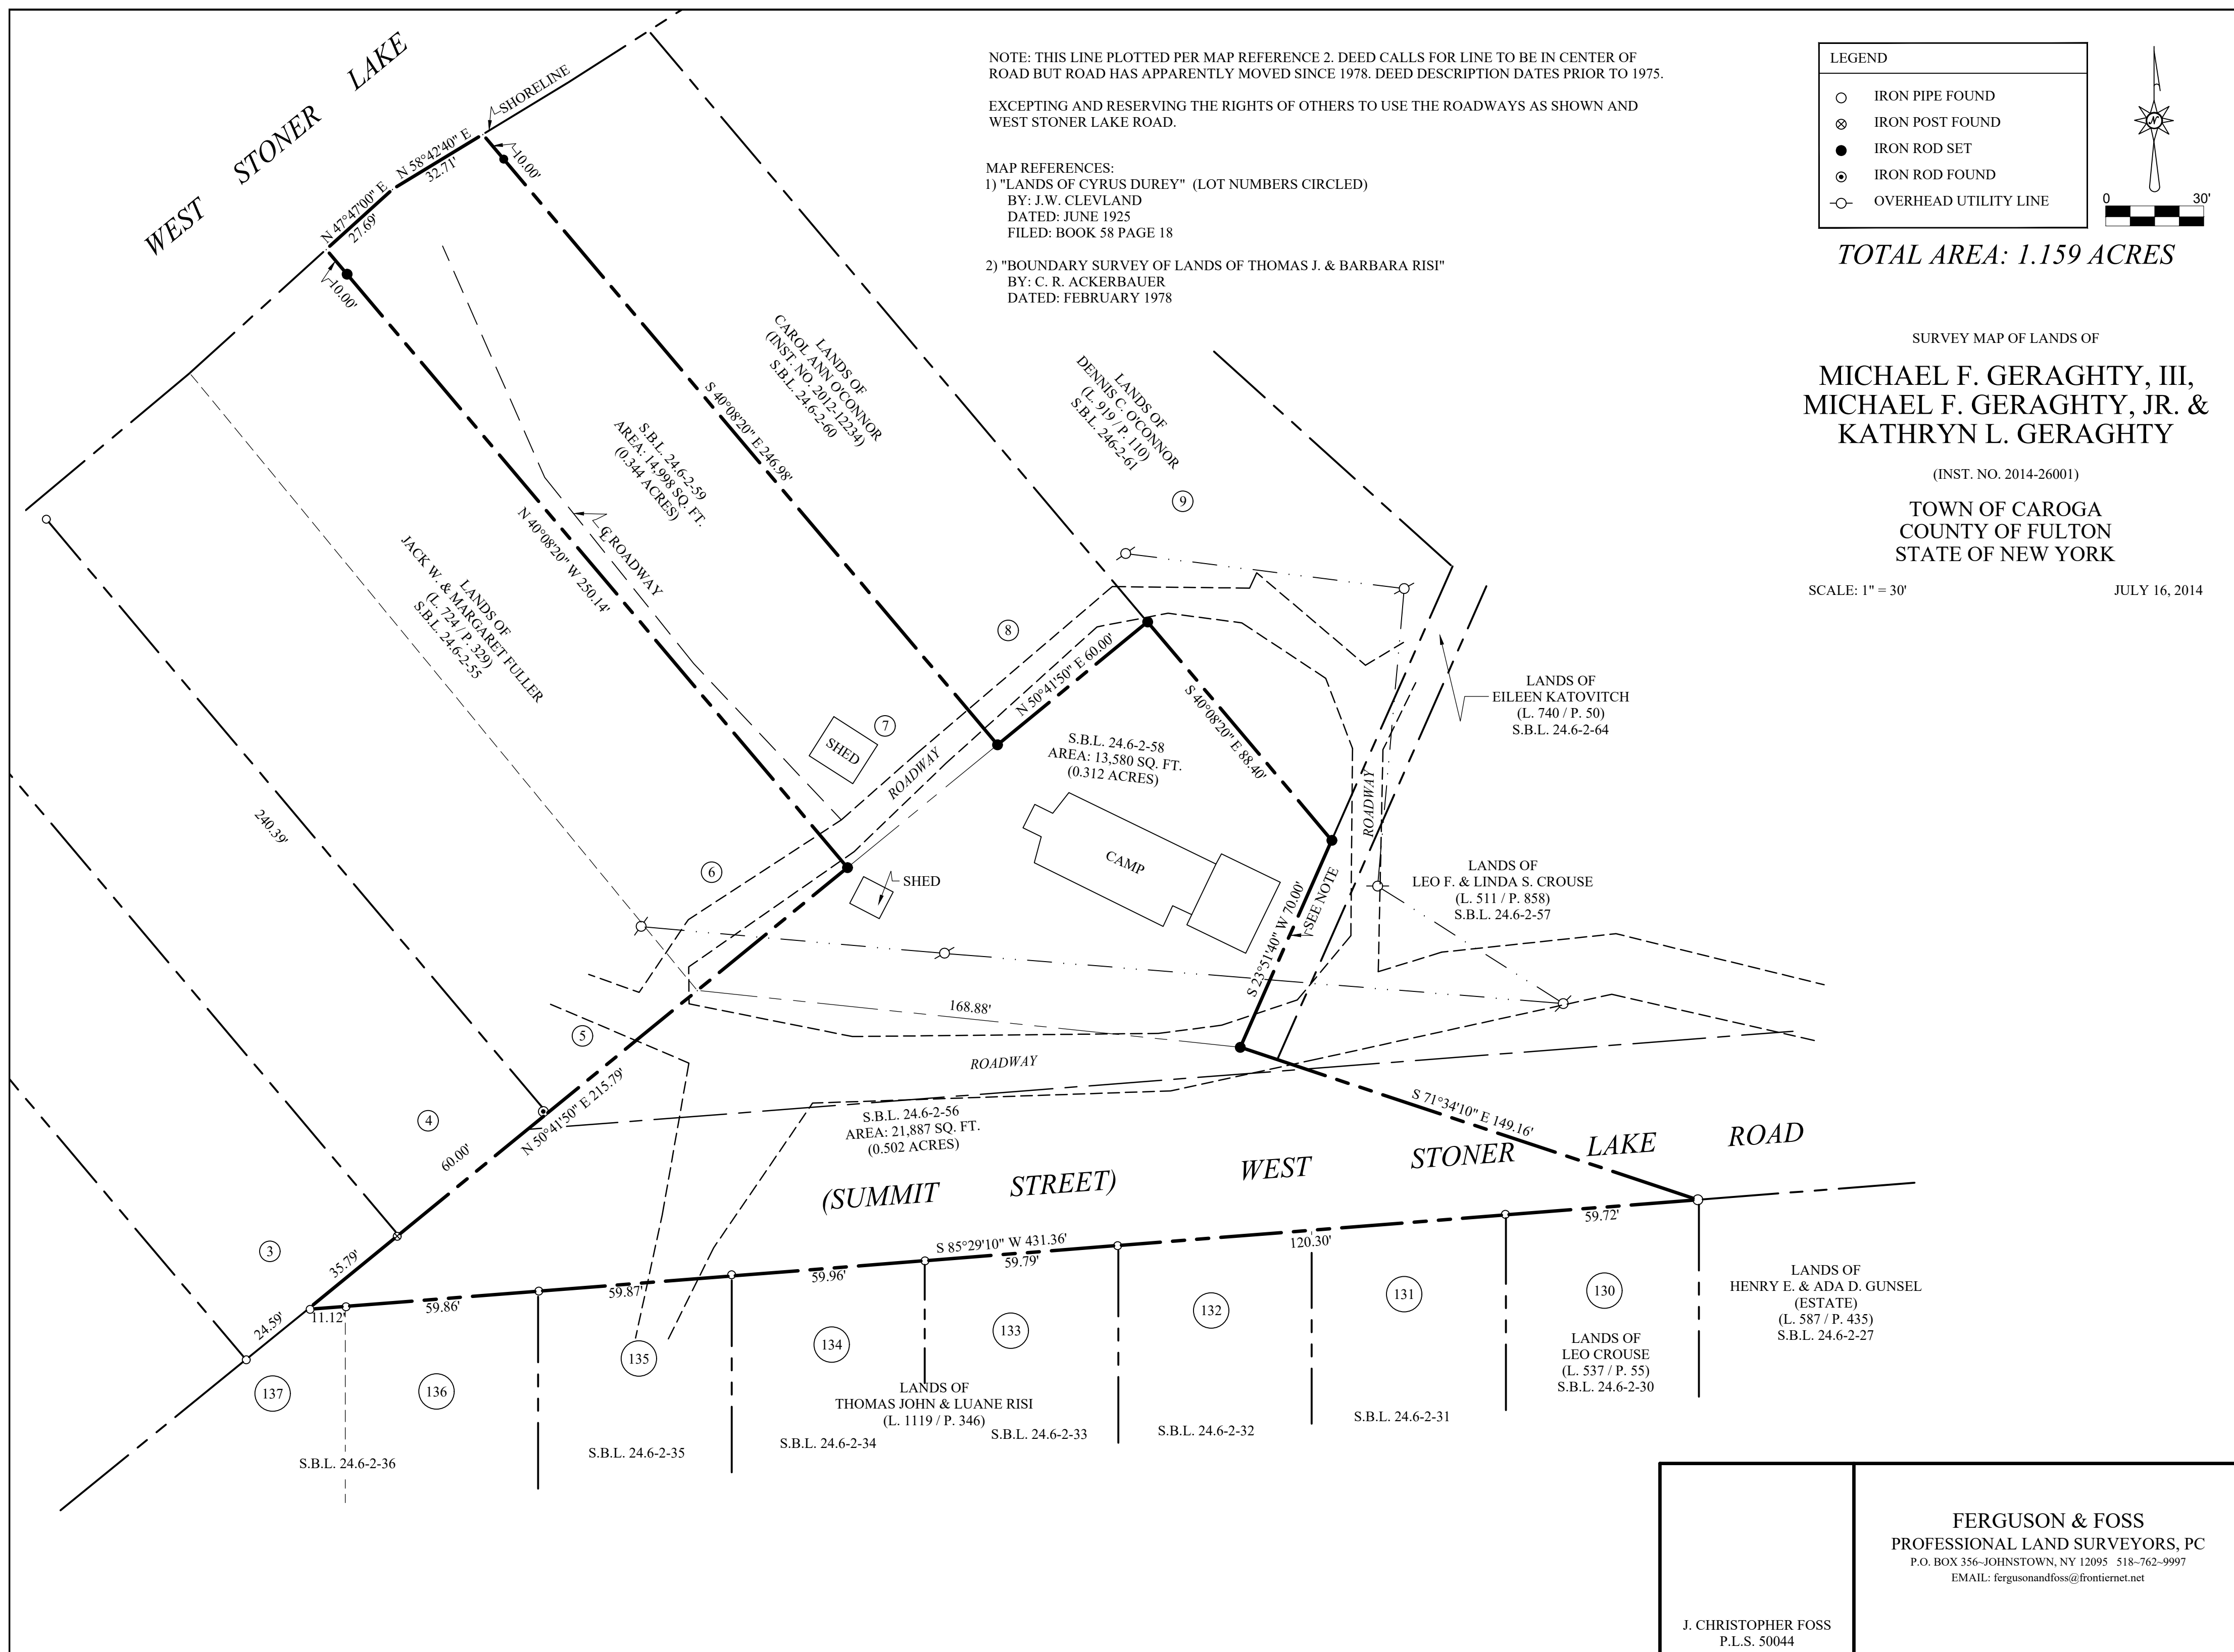 WEST STONER LAKE
SHORELINE
N 58°42'40" E
32.71'
N 47°47'00" E
27.69'
10.00'
10.00'
NOTE: THIS LINE PLOTTED PER MAP REFERENCE 2. DEED CALLS FOR LINE TO BE IN CENTER OF
ROAD BUT ROAD HAS APPARENTLY MOVED SINCE 1978. DEED DESCRIPTION DATES PRIOR TO 1975.
EXCEPTING AND RESERVING THE RIGHTS OF OTHERS TO USE THE ROADWAYS AS SHOWN AND
WEST STONER LAKE ROAD.
MAP REFERENCES:
1) "LANDS OF CYRUS DUREY" (LOT NUMBERS CIRCLED)
BY: J.W. CLEVLAND
DATED: JUNE 1925
FILED: BOOK 58 PAGE 18
2) "BOUNDARY SURVEY OF LANDS OF THOMAS J. & BARBARA RISI"
BY: C. R. ACKERBAUER
DATED: FEBRUARY 1978
LEGEND
IRON PIPE FOUND
IRON POST FOUND
IRON ROD SET
IRON ROD FOUND
OVERHEAD UTILITY LINE
N
0 30'
TOTAL AREA: 1.159 ACRES
SURVEY MAP OF LANDS OF
MICHAEL F. GERAGHTY, III,
MICHAEL F. GERAGHTY, JR. &
KATHRYN L. GERAGHTY
(INST. NO. 2014-26001)
TOWN OF CAROGA
COUNTY OF FULTON
STATE OF NEW YORK
SCALE: 1" = 30'
JULY 16, 2014
LANDS OF
CAROL ANN O'CONNOR
(INST. NO. 2012-12234)
S.B.L. 24.6-2-60
LANDS OF
DENNIS C. O'CONNOR
(L. 919 / P. 110)
S.B.L. 246-2-61
S 40°08'20" E 246.98'
S.B.L. 24.6-2-59
AREA: 14,998 SQ. FT.
(0.344 ACRES)
℄ ROADWAY
N 40°08'20" W 250.14'
LANDS OF
JACK W. & MARGARET FULLER
(L. 724 / P. 329)
S.B.L. 24.6-2-55
9
8
7
6
5
4
3
SHED
ROADWAY
N 50°41'50" E 60.00'
S 40°08'20" E 88.40'
S.B.L. 24.6-2-58
AREA: 13,580 SQ. FT.
(0.312 ACRES)
CAMP
SHED
LANDS OF
EILEEN KATOVITCH
(L. 740 / P. 50)
S.B.L. 24.6-2-64
ROADWAY
LANDS OF
LEO F. & LINDA S. CROUSE
(L. 511 / P. 858)
S.B.L. 24.6-2-57
S 23°51'40" W 70.00'
SEE NOTE
240.39'
168.88'
ROADWAY
N 50°41'50" E 215.79'
60.00'
35.79'
24.59'
S.B.L. 24.6-2-56
AREA: 21,887 SQ. FT.
(0.502 ACRES)
S 71°34'10" E 149.16'
(SUMMIT STREET) WEST STONER LAKE ROAD
S 85°29'10" W 431.36'
11.12'
59.86'
59.87'
59.96'
59.79'
120.30'
59.72'
137
136
135
134
133
132
131
130
LANDS OF
THOMAS JOHN & LUANE RISI
(L. 1119 / P. 346)
S.B.L. 24.6-2-36
S.B.L. 24.6-2-35
S.B.L. 24.6-2-34
S.B.L. 24.6-2-33
S.B.L. 24.6-2-32
S.B.L. 24.6-2-31
LANDS OF
LEO CROUSE
(L. 537 / P. 55)
S.B.L. 24.6-2-30
LANDS OF
HENRY E. & ADA D. GUNSEL
(ESTATE)
(L. 587 / P. 435)
S.B.L. 24.6-2-27
J. CHRISTOPHER FOSS
P.L.S. 50044
FERGUSON & FOSS
PROFESSIONAL LAND SURVEYORS, PC
P.O. BOX 356~JOHNSTOWN, NY 12095 518~762~9997
EMAIL: fergusonandfoss@frontiernet.net